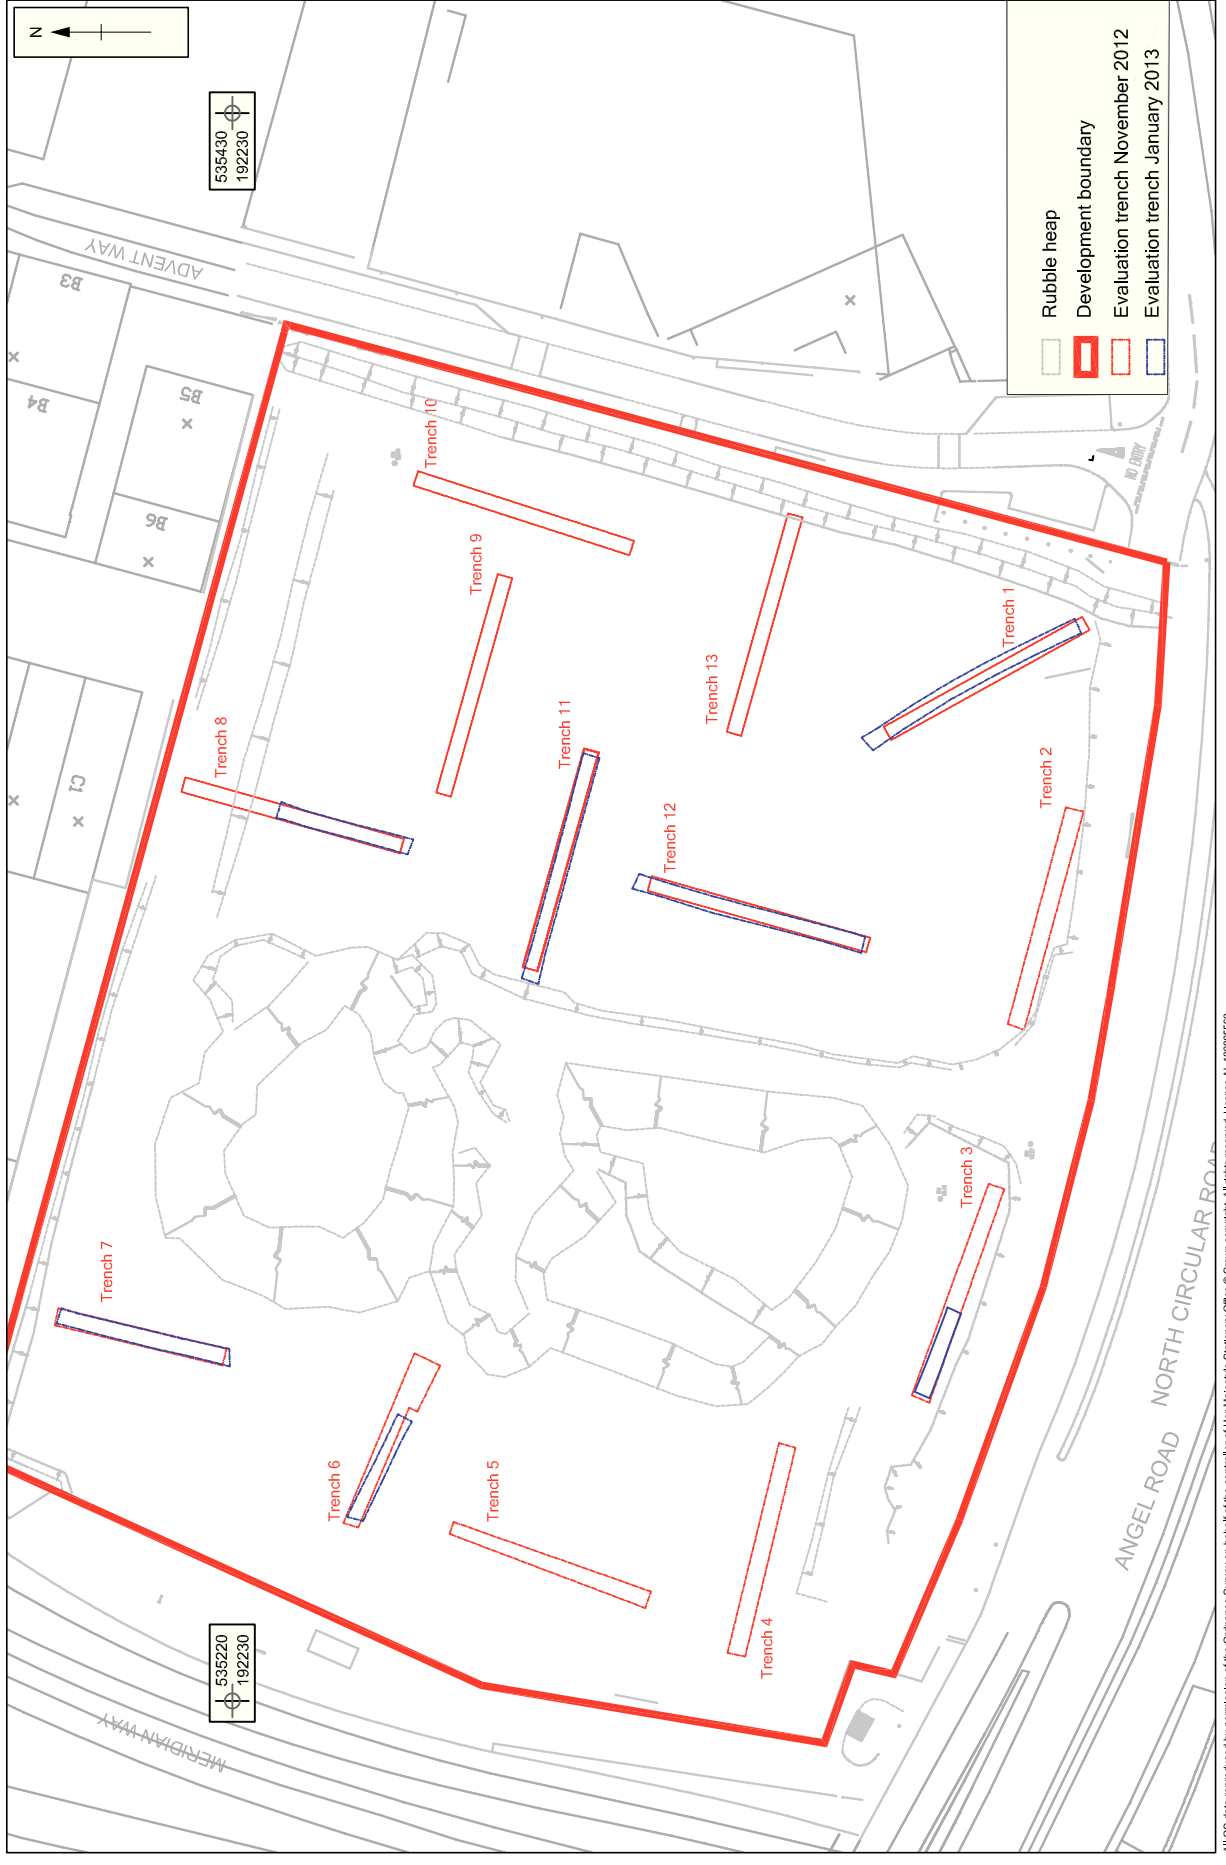 N
535430
192230
ADVENT WAY
B3
B4
B5
B6
C1
Rubble heap
Development boundary
Evaluation trench November 2012
Evaluation trench January 2013
NO ENTRY
Trench 10
Trench 9
Trench 13
Trench 1
Trench 8
Trench 11
Trench 12
Trench 2
Trench 7
Trench 3
Trench 6
Trench 5
Trench 4
535220
192230
MERIDIAN WAY
ANGEL ROAD
NORTH CIRCULAR ROAD